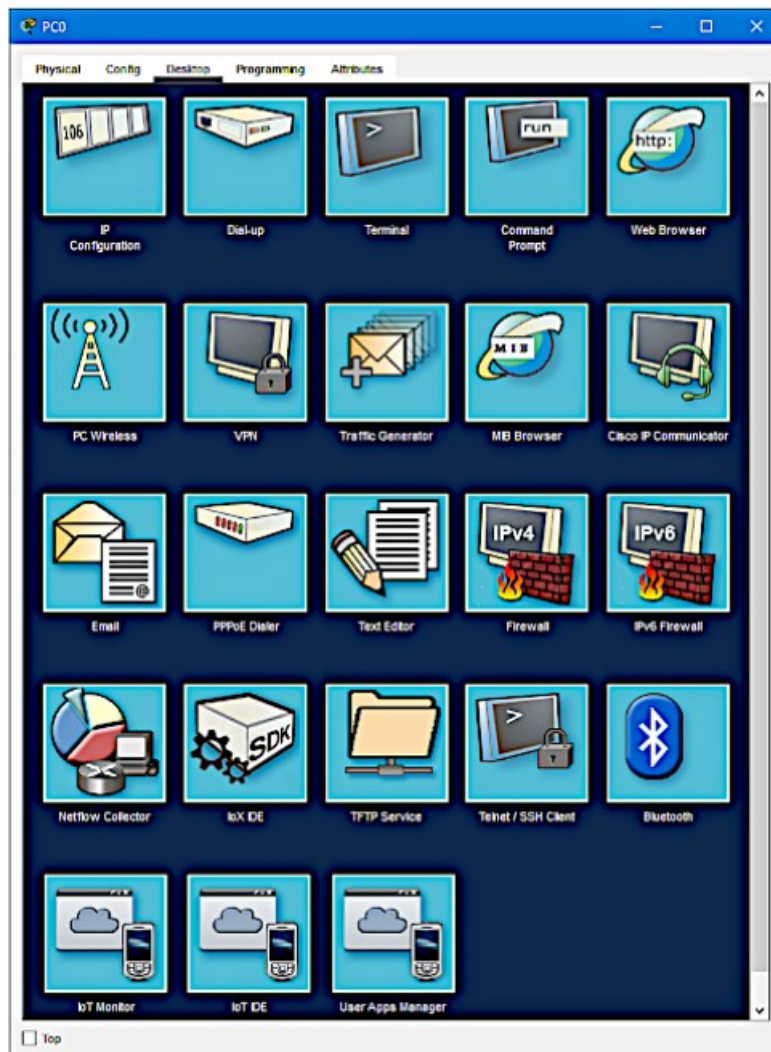 PC0
Physical Config Desktop Programming Attributes
106
>
run
http:
IP
Configuration
Dial-up
Terminal
Command
Prompt
Web Browser
MIB
PC Wireless
VPN
Traffic Generator
MIB Browser
Cisco IP Communicator
@
IPv4
IPv6
Email
PPPoE Dialer
Text Editor
Firewall
IPv6 Firewall
SDK
>
Netflow Collector
IoX IDE
TFTP Service
Telnet / SSH Client
Bluetooth
IoT Monitor
IoT IDE
User Apps Manager
Top